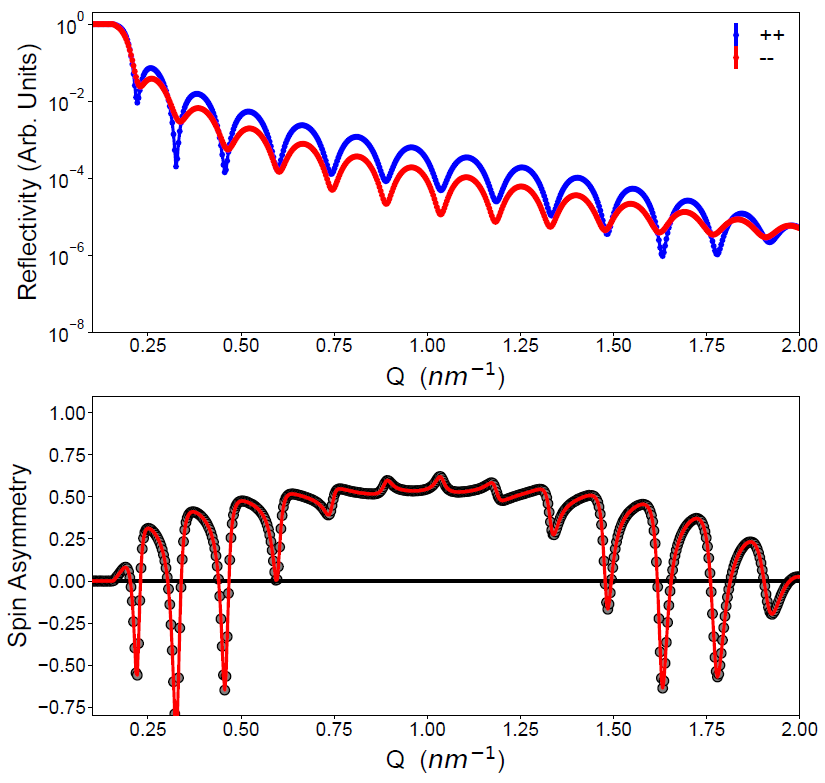 10^0
10^−2
10^−4
10^−6
10^−8
Reflectivity (Arb. Units)
++
--
0.25 0.50 0.75 1.00 1.25 1.50 1.75 2.00
Q (nm^−1)
1.00
0.75
0.50
0.25
0.00
−0.25
−0.50
−0.75
Spin Asymmetry
0.25 0.50 0.75 1.00 1.25 1.50 1.75 2.00
Q (nm^−1)